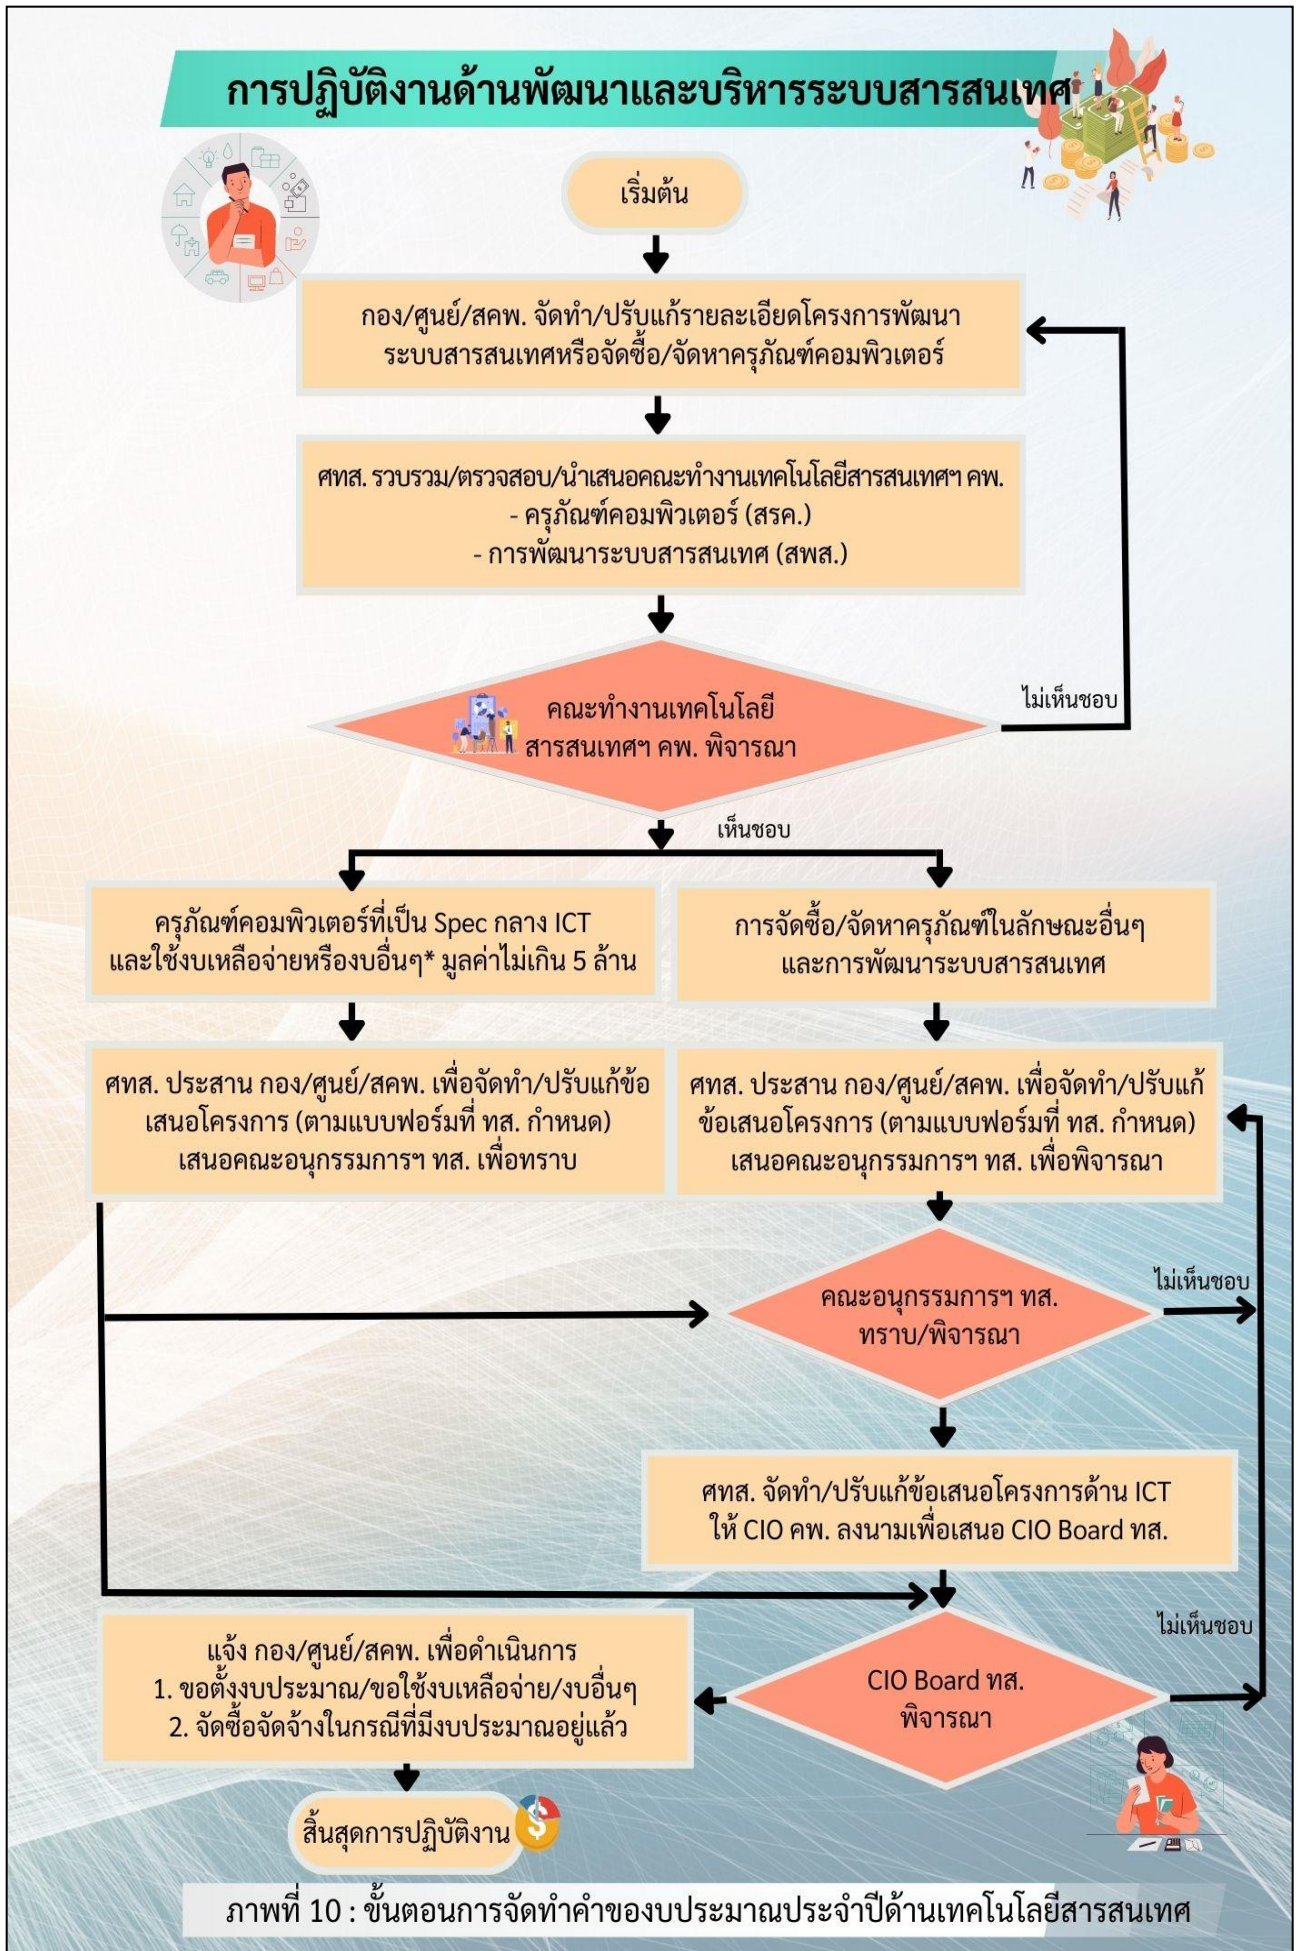 การปฏิบัติงานด้านพัฒนาและบริหารระบบสารสนเทศ
เริ่มต้น
กอง/ศูนย์/สคพ. จัดทำ/ปรับแก้รายละเอียดโครงการพัฒนา
ระบบสารสนเทศหรือจัดซื้อ/จัดหาครุภัณฑ์คอมพิวเตอร์
ศทส. รวบรวม/ตรวจสอบ/นำเสนอคณะทำงานเทคโนโลยีสารสนเทศฯ คพ.
- ครุภัณฑ์คอมพิวเตอร์ (สรค.)
- การพัฒนาระบบสารสนเทศ (สพส.)
คณะทำงานเทคโนโลยี
สารสนเทศฯ คพ. พิจารณา
ไม่เห็นชอบ
เห็นชอบ
ครุภัณฑ์คอมพิวเตอร์ที่เป็น Spec กลาง ICT
และใช้งบเหลือจ่ายหรืองบอื่นๆ* มูลค่าไม่เกิน 5 ล้าน
การจัดซื้อ/จัดหาครุภัณฑ์ในลักษณะอื่นๆ
และการพัฒนาระบบสารสนเทศ
ศทส. ประสาน กอง/ศูนย์/สคพ. เพื่อจัดทำ/ปรับแก้ข้อ
เสนอโครงการ (ตามแบบฟอร์มที่ ทส. กำหนด)
เสนอคณะอนุกรรมการฯ ทส. เพื่อทราบ
ศทส. ประสาน กอง/ศูนย์/สคพ. เพื่อจัดทำ/ปรับแก้
ข้อเสนอโครงการ (ตามแบบฟอร์มที่ ทส. กำหนด)
เสนอคณะอนุกรรมการฯ ทส. เพื่อพิจารณา
คณะอนุกรรมการฯ ทส.
ทราบ/พิจารณา
ไม่เห็นชอบ
ศทส. จัดทำ/ปรับแก้ข้อเสนอโครงการด้าน ICT
ให้ CIO คพ. ลงนามเพื่อเสนอ CIO Board ทส.
CIO Board ทส.
พิจารณา
ไม่เห็นชอบ
แจ้ง กอง/ศูนย์/สคพ. เพื่อดำเนินการ
1. ขอตั้งงบประมาณ/ขอใช้งบเหลือจ่าย/งบอื่นๆ
2. จัดซื้อจัดจ้างในกรณีที่มีงบประมาณอยู่แล้ว
สิ้นสุดการปฏิบัติงาน
ภาพที่ 10 : ขั้นตอนการจัดทำคำของบประมาณประจำปีด้านเทคโนโลยีสารสนเทศ